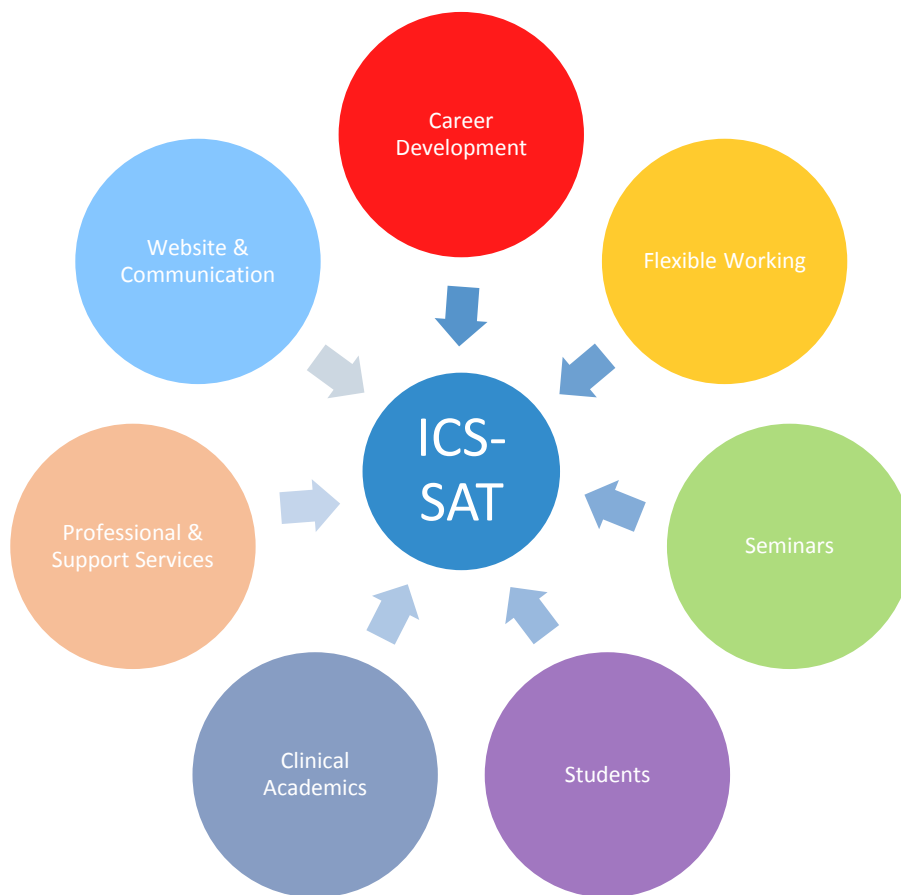 Career
Development
Website &
Communication
Flexible Working
ICS-
SAT
Professional &
Support Services
Seminars
Clinical
Academics
Students